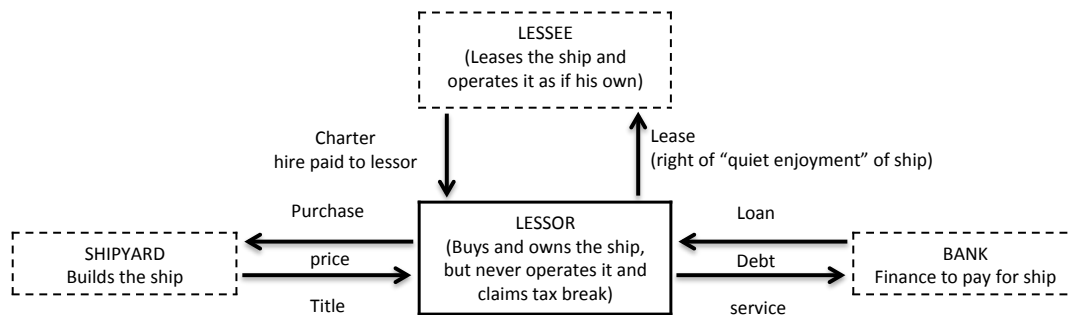 LESSEE
(Leases the ship and
operates it as if his own)
Charter
hire paid to lessor
Lease
(right of “quiet enjoyment” of ship)
Purchase
price
Title
SHIPYARD
Builds the ship
LESSOR
(Buys and owns the ship,
but never operates it and
claims tax break)
Loan
Debt
service
BANK
Finance to pay for ship